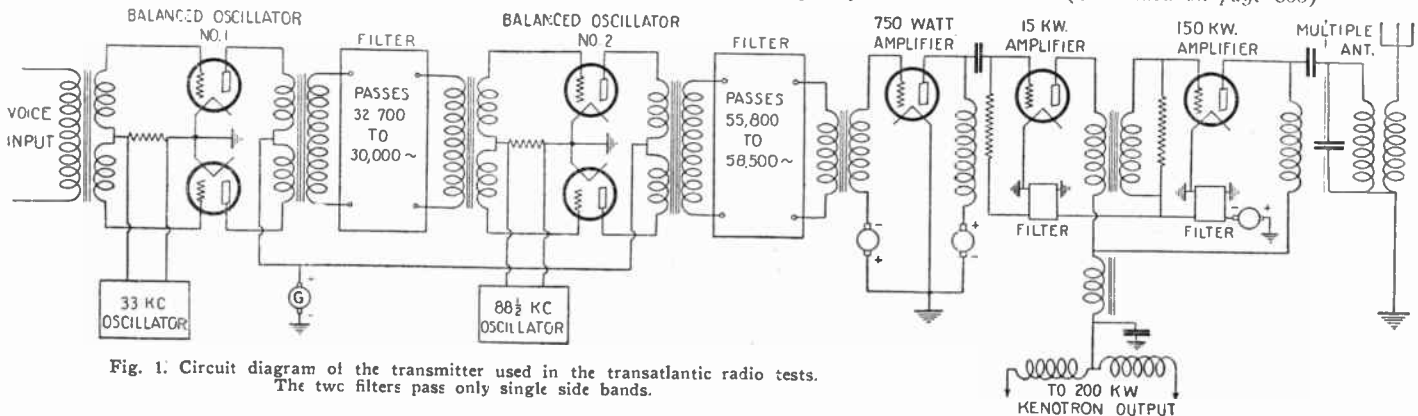 BALANCED OSCILLATOR
NO. 1
FILTER
BALANCED OSCILLATOR
NO. 2
FILTER
750 WATT
AMPLIFIER
15 KW.
AMPLIFIER
150 KW.
AMPLIFIER
MULTIPLE
ANT.
VOICE
INPUT
PASSES
32 700
TO
30,000~
PASSES
55,800
TO
58,500~
33 KC
OSCILLATOR
G
88½ KC
OSCILLATOR
FILTER
FILTER
TO 200 KW
KENOTRON OUTPUT
Fig. 1. Circuit diagram of the transmitter used in the transatlantic radio tests.
The two filters pass only single side bands.